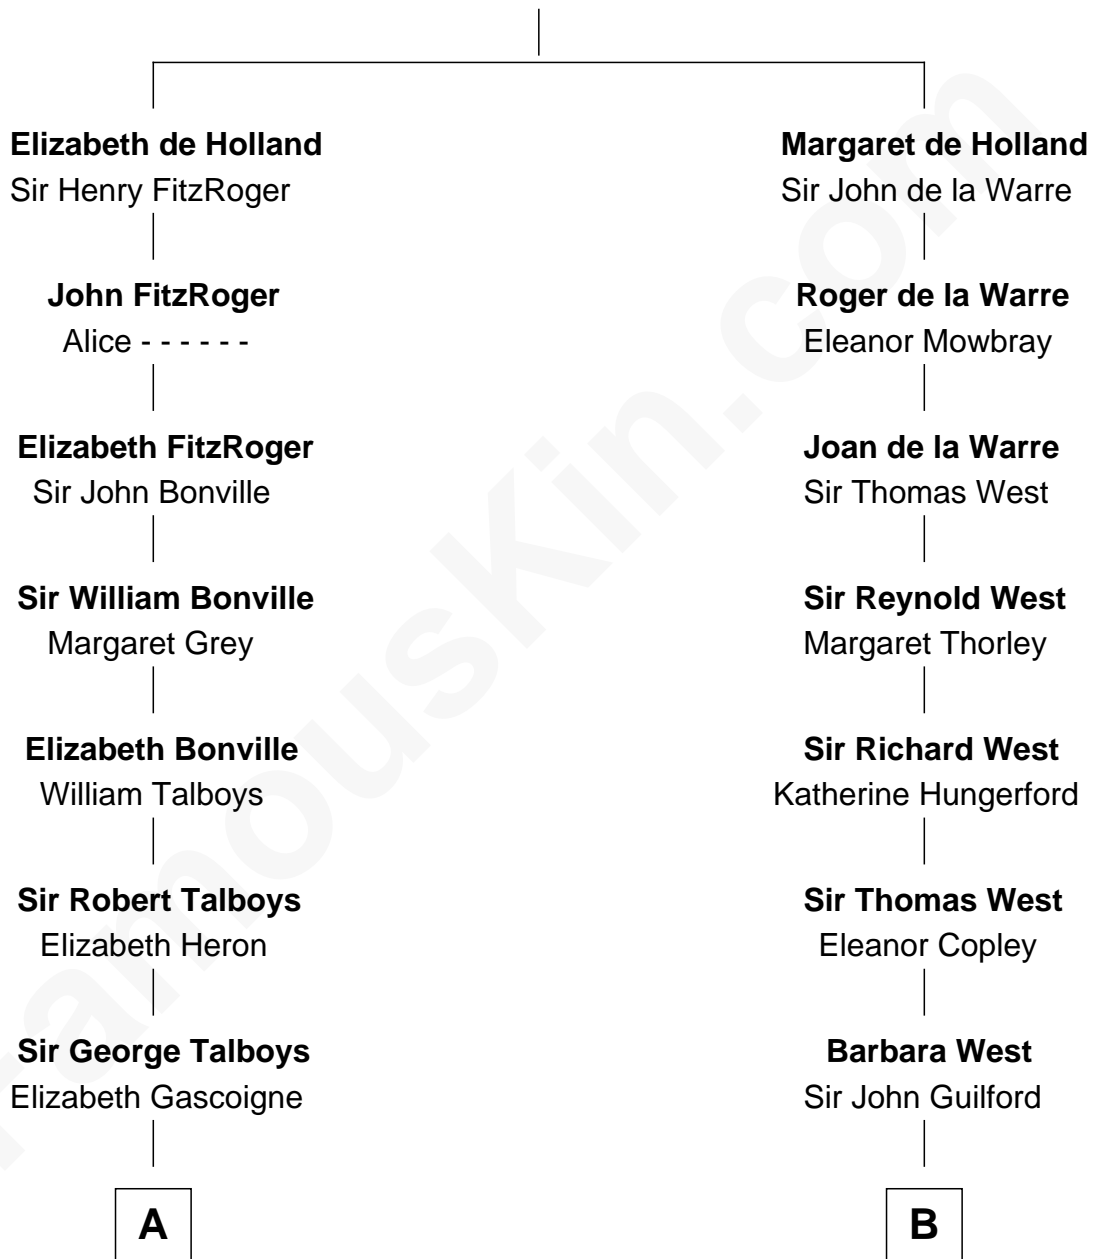 Elizabeth de Holland
Sir Henry FitzRoger
John FitzRoger
Alice - - - - - -
Elizabeth FitzRoger
Sir John Bonville
Sir William Bonville
Margaret Grey
Elizabeth Bonville
William Talboys
Sir Robert Talboys
Elizabeth Heron
Sir George Talboys
Elizabeth Gascoigne
A
Margaret de Holland
Sir John de la Warre
Roger de la Warre
Eleanor Mowbray
Joan de la Warre
Sir Thomas West
Sir Reynold West
Margaret Thorley
Sir Richard West
Katherine Hungerford
Sir Thomas West
Eleanor Copley
Barbara West
Sir John Guilford
B
FamousKin.com